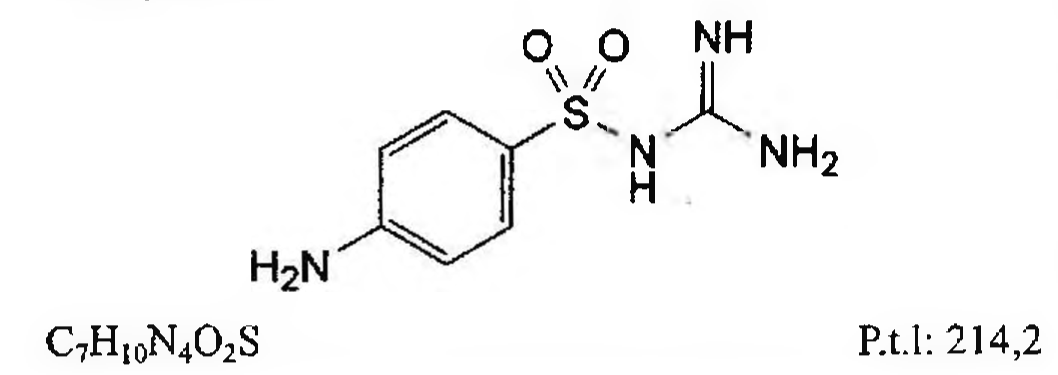 O O NH
S
N
H
NH₂
H₂N
C₇H₁₀N₄O₂S P.t.l: 214,2